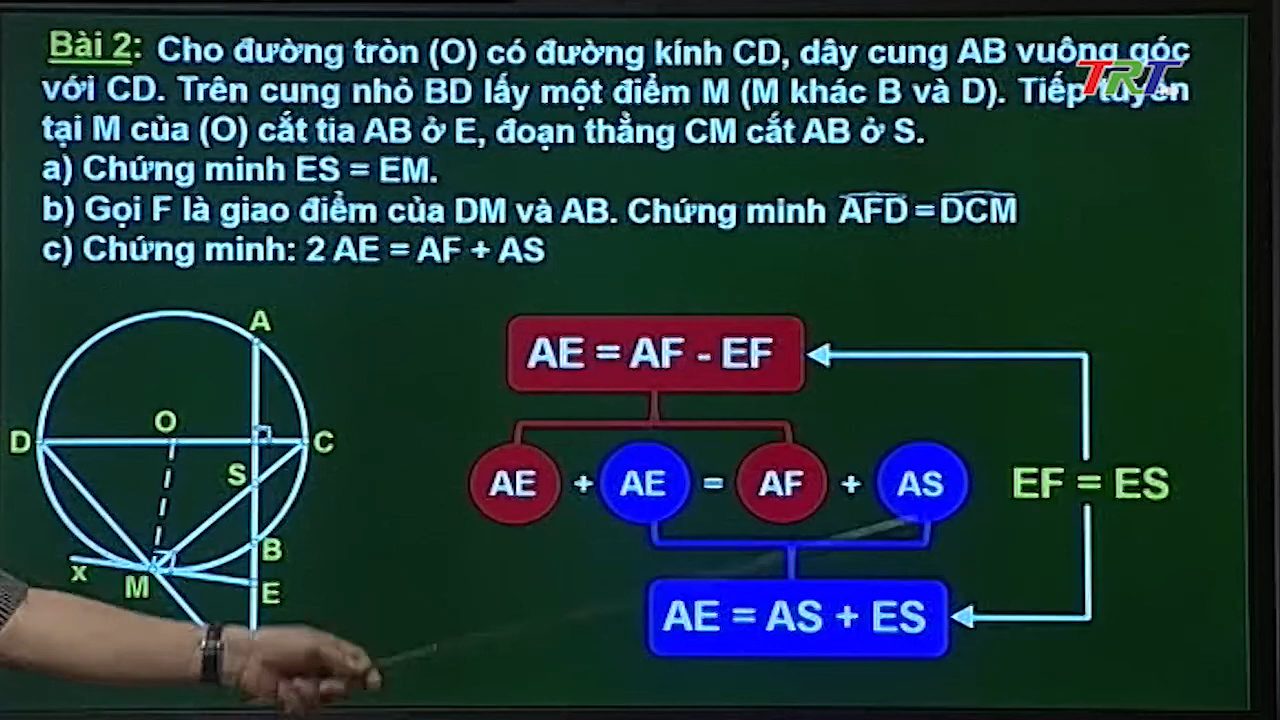 Bài 2: Cho đường tròn (O) có đường kính CD, dây cung AB vuông góc
với CD. Trên cung nhỏ BD lấy một điểm M (M khác B và D). Tiếp tuyến
tại M của (O) cắt tia AB ở E, đoạn thẳng CM cắt AB ở S.
a) Chứng minh ES = EM.
b) Gọi F là giao điểm của DM và AB. Chứng minh AFD = DCM
c) Chứng minh: 2 AE = AF + AS
TRT
A
D
O
C
S
B
x
M
E
AE = AF - EF
AE + AE = AF + AS
EF = ES
AE = AS + ES